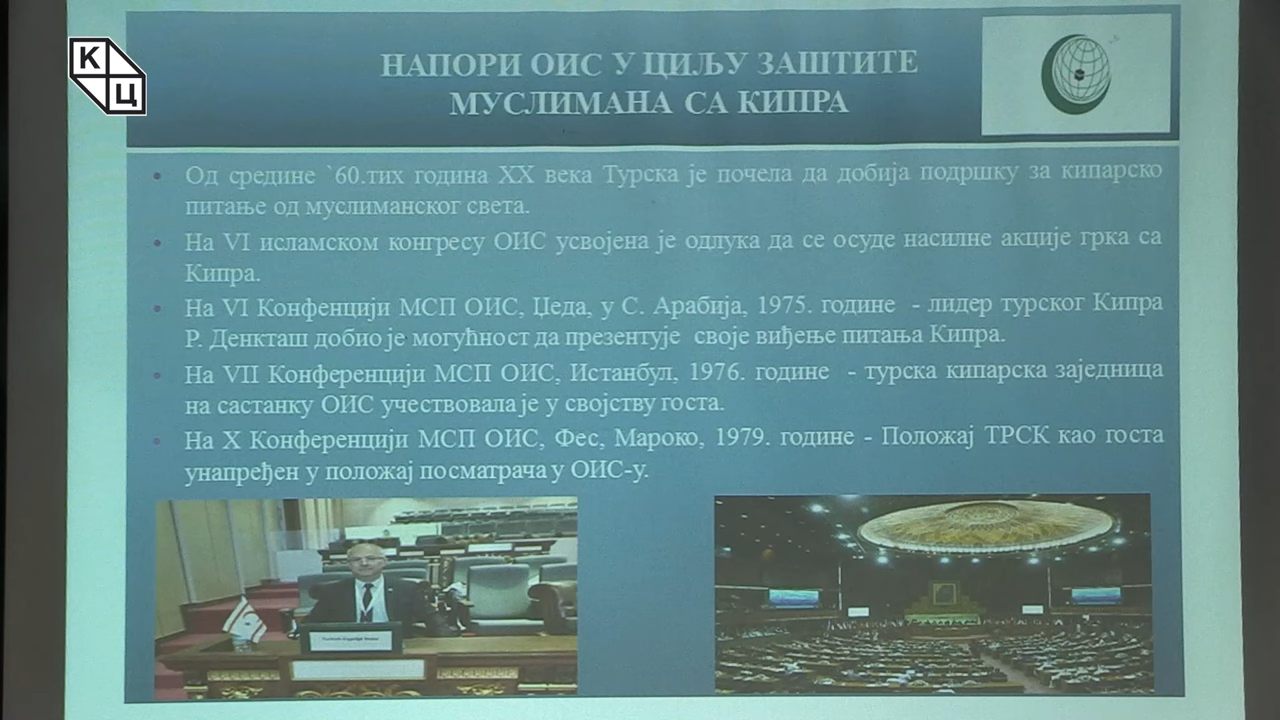 К
Ц
НАПОРИ ОИС У ЦИЉУ ЗАШТИТЕ
МУСЛИМАНА СА КИПРА
• Од средине `60.тих година XX века Турска је почела да добија подршку за кипарско
питање од муслиманског света.
• На VI исламском конгресу ОИС усвојена је одлука да се осуде насилне акције грка са
Кипра.
• На VI Конфенцији МСП ОИС, Џеда, у С. Арабија, 1975. године - лидер турског Кипра
Р. Денкташ добио је могућност да презентује своје виђење питања Кипра.
• На VII Конференцији МСП ОИС, Истанбул, 1976. године - турска кипарска заједница
на састанку ОИС учествовала је у својству госта.
• На X Конференцији МСП ОИС, Фес, Мароко, 1979. године - Положај ТРСК као госта
унапређен у положај посматрача у ОИС-у.